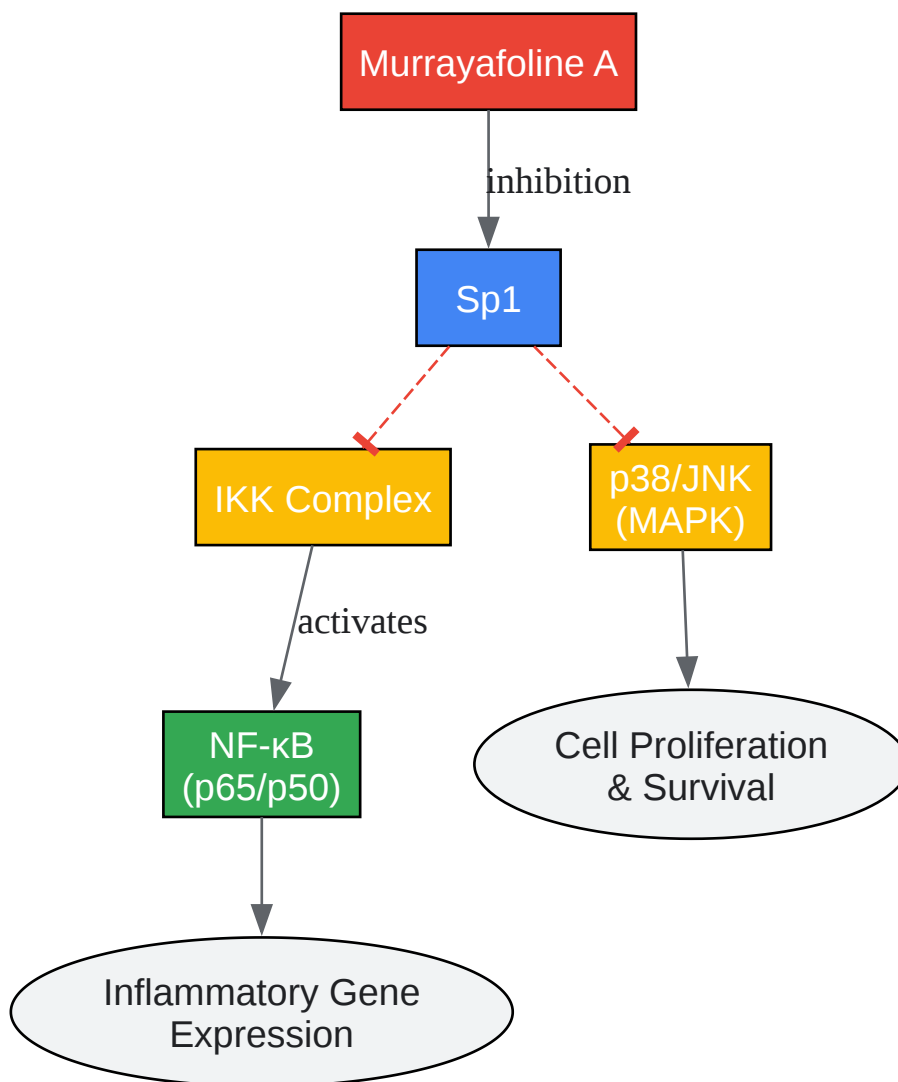 Murrayafoline A
inhibition
Sp1
IKK Complex
p38/JNK
(MAPK)
activates
NF-κB
(p65/p50)
Cell Proliferation
& Survival
Inflammatory Gene
Expression